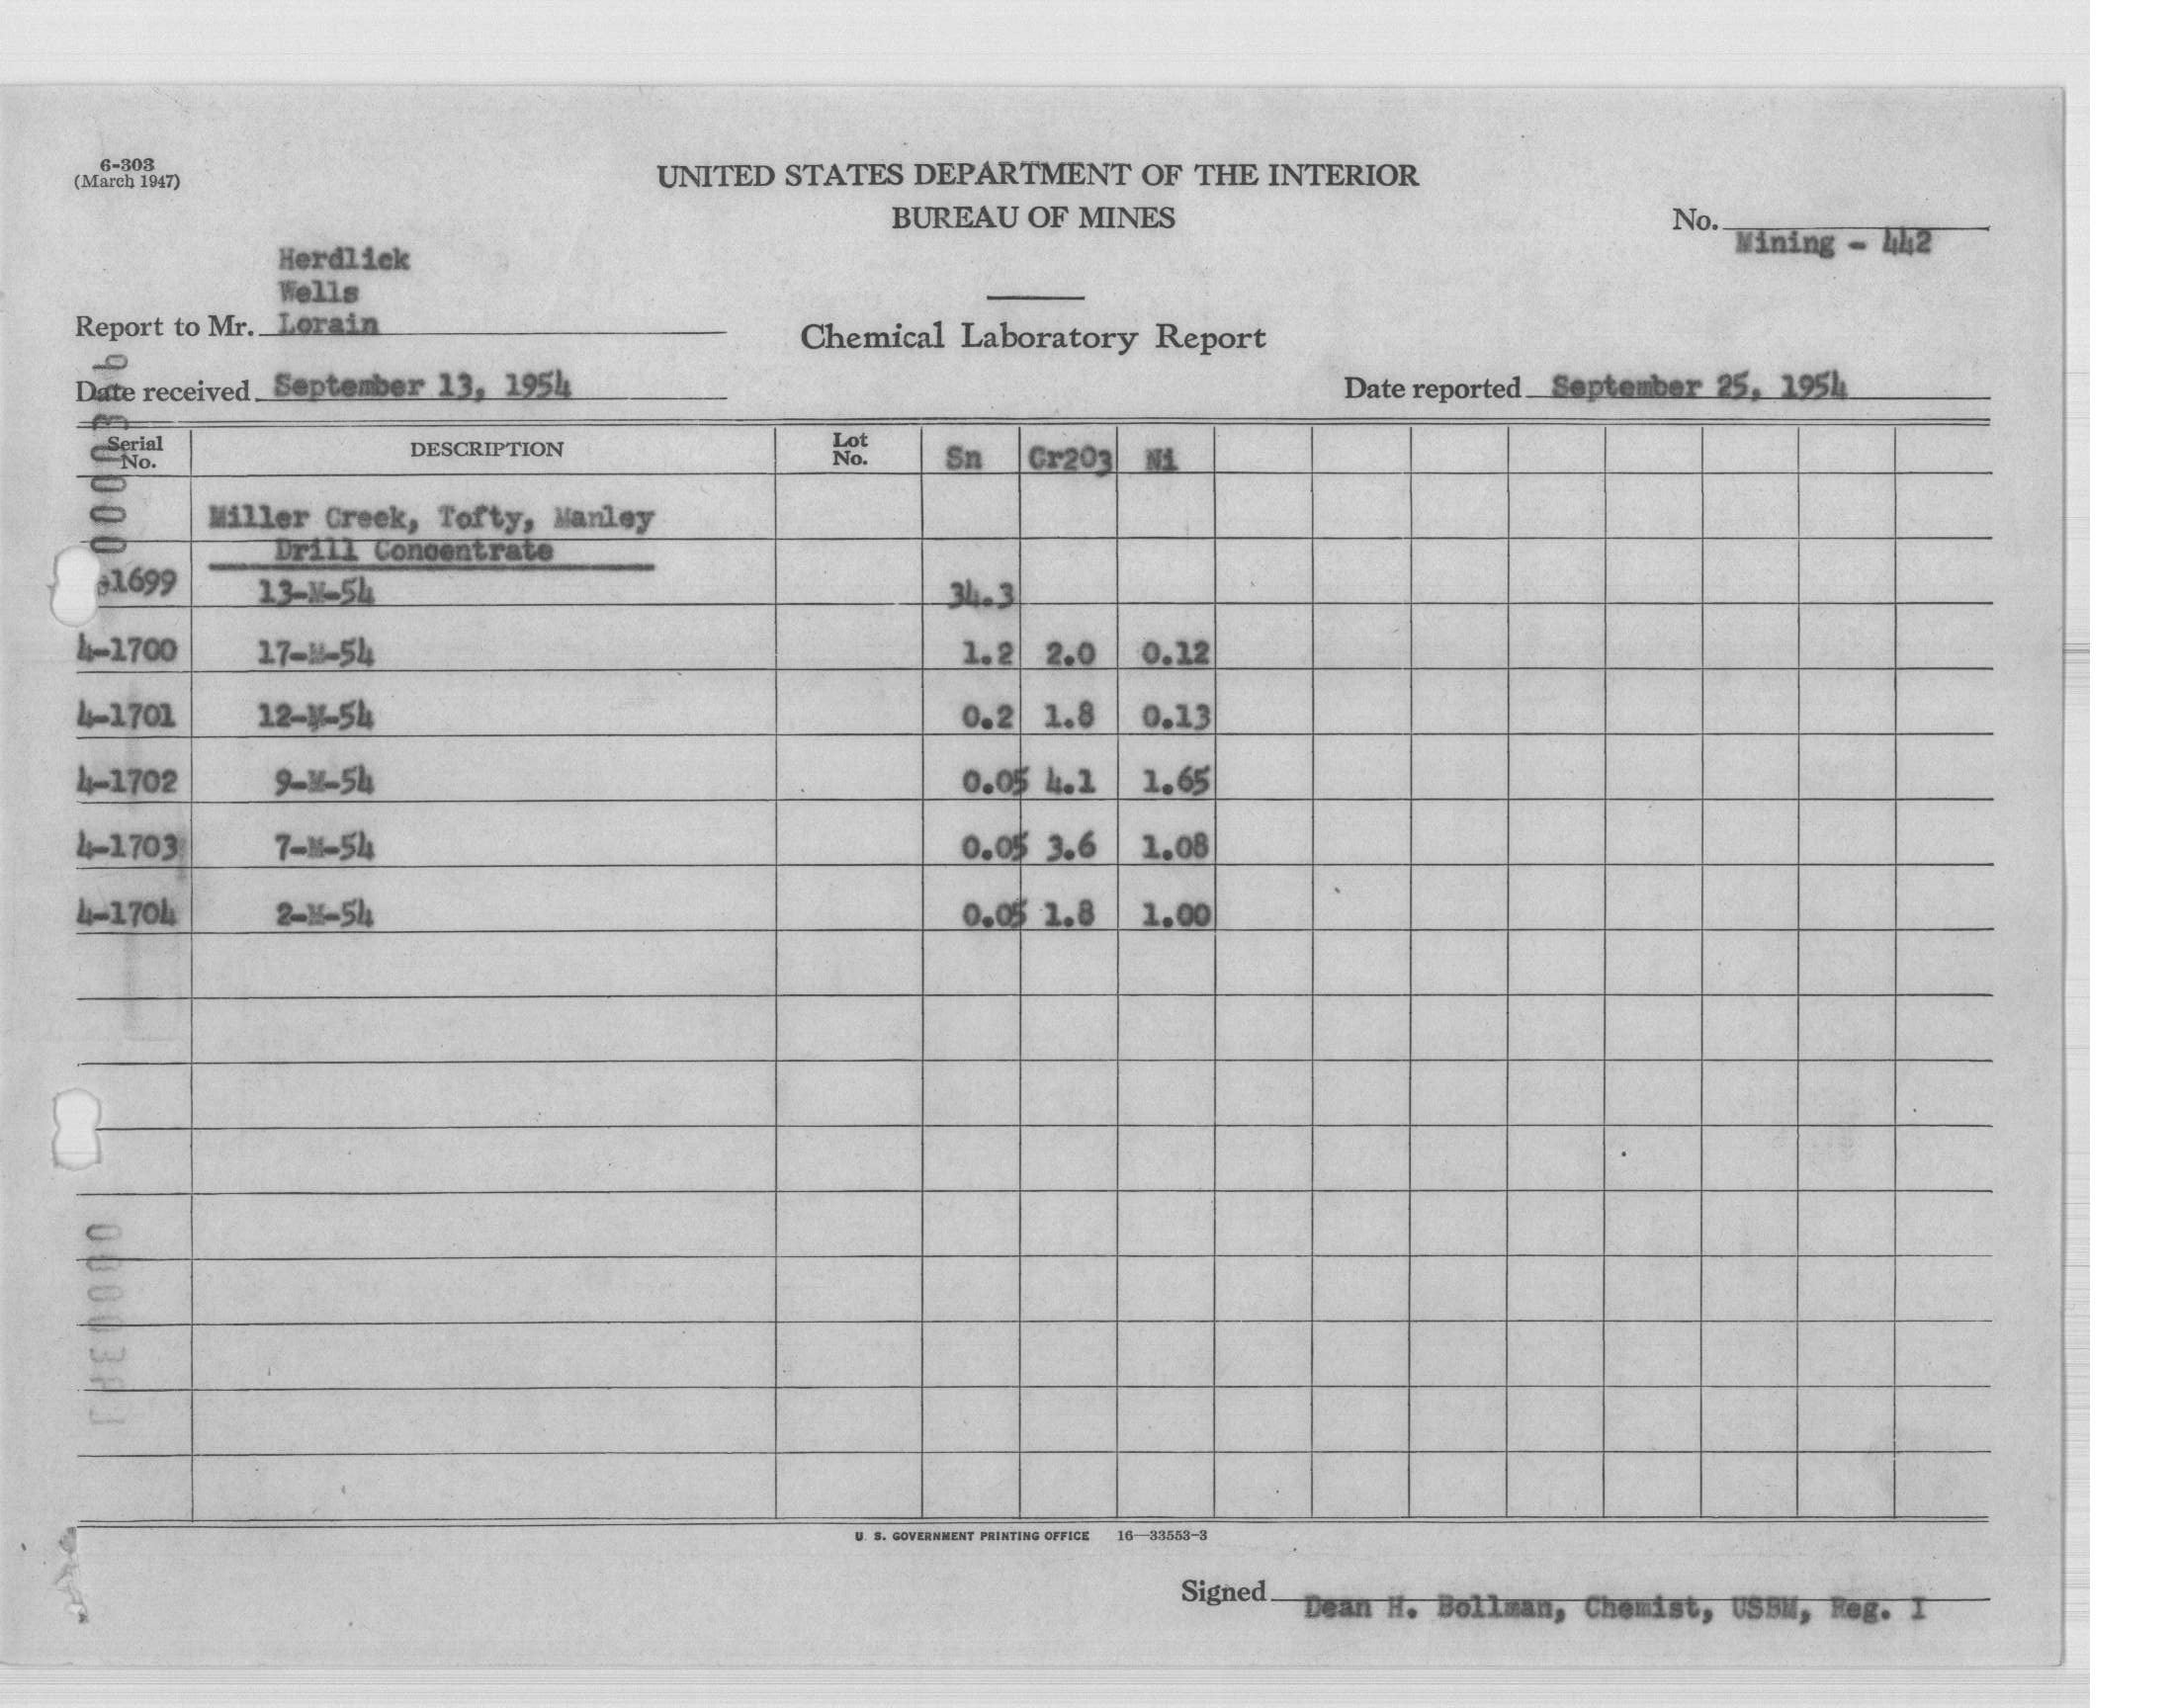 6-303
(March 1947)
UNITED STATES DEPARTMENT OF THE INTERIOR
BUREAU OF MINES
No. Mining - 442
Herdlick
Wells
Report to Mr. Lorain
Chemical Laboratory Report
Date received September 13, 1954
Date reported September 25, 1954
Serial No. DESCRIPTION Lot No. Sn Cr2O3 Ni
Miller Creek, Tofty, Manley
Drill Concentrate
-1699 13-M-54 34.3
4-1700 17-M-54 1.2 2.0 0.12
4-1701 12-M-54 0.2 1.8 0.13
4-1702 9-M-54 0.05 4.1 1.65
4-1703 7-M-54 0.05 3.6 1.08
4-1704 2-M-54 0.05 1.8 1.00
U. S. GOVERNMENT PRINTING OFFICE 16—33553-3
Signed Dean H. Bollman, Chemist, USBM, Reg. I